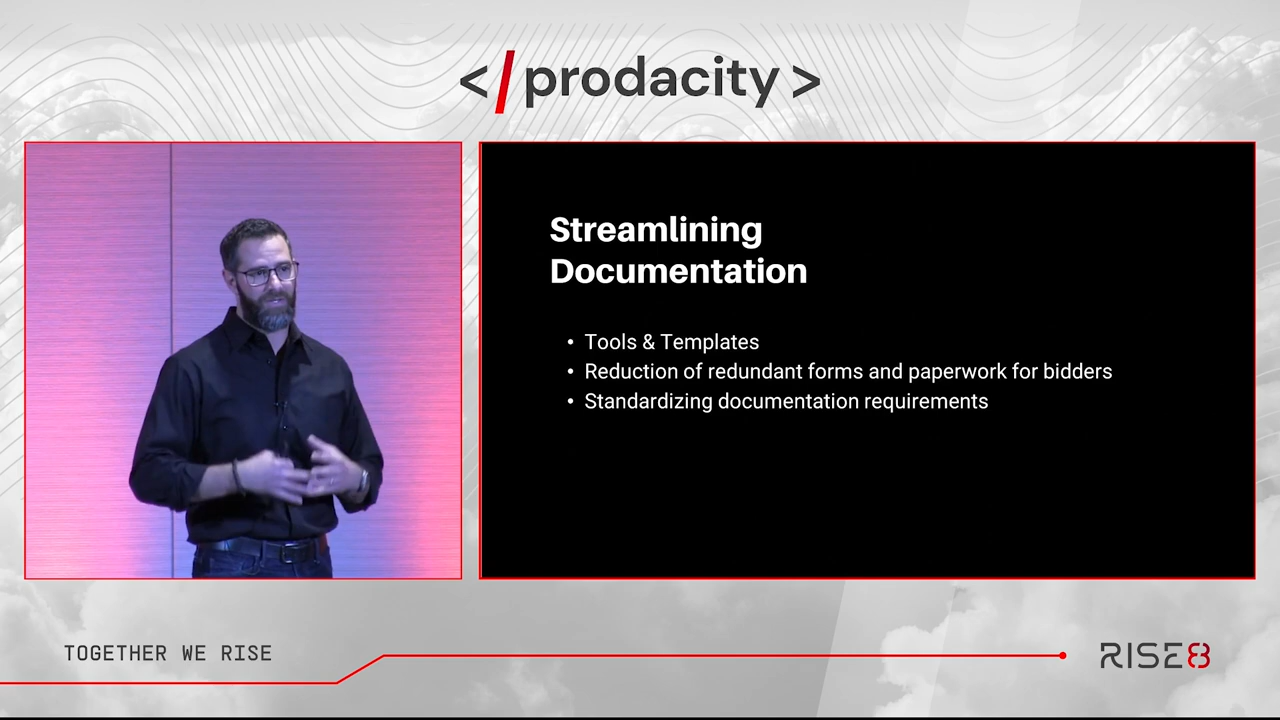 </prodacity>
Streamlining
Documentation
• Tools & Templates
• Reduction of redundant forms and paperwork for bidders
• Standardizing documentation requirements
TOGETHER WE RISE
RISE8